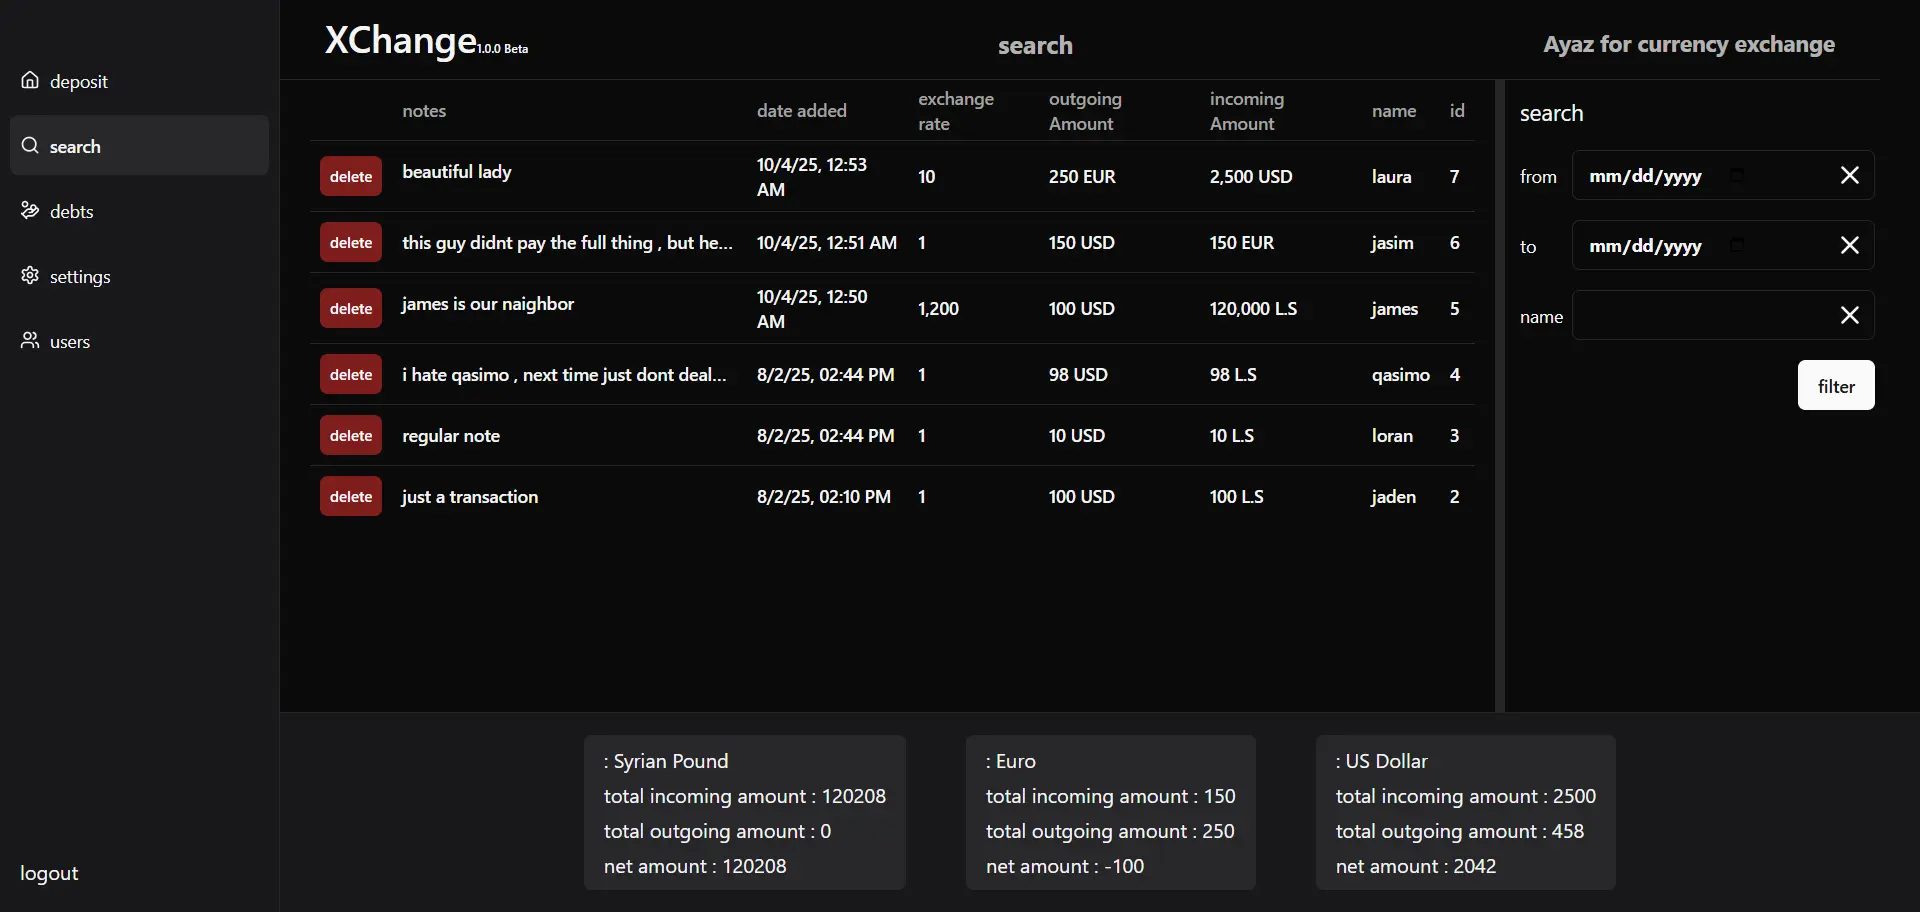 XChange 1.0.0 Beta
search
Ayaz for currency exchange
deposit
search
debts
settings
users
logout
notes date added exchange rate outgoing Amount incoming Amount name id
delete beautiful lady 10/4/25, 12:53 AM 10 250 EUR 2,500 USD laura 7
delete this guy didnt pay the full thing , but he... 10/4/25, 12:51 AM 1 150 USD 150 EUR jasim 6
delete james is our naighbor 10/4/25, 12:50 AM 1,200 100 USD 120,000 L.S james 5
delete i hate qasimo , next time just dont deal... 8/2/25, 02:44 PM 1 98 USD 98 L.S qasimo 4
delete regular note 8/2/25, 02:44 PM 1 10 USD 10 L.S loran 3
delete just a transaction 8/2/25, 02:10 PM 1 100 USD 100 L.S jaden 2
search
from mm/dd/yyyy
to mm/dd/yyyy
name
filter
: Syrian Pound
total incoming amount : 120208
total outgoing amount : 0
net amount : 120208
: Euro
total incoming amount : 150
total outgoing amount : 250
net amount : -100
: US Dollar
total incoming amount : 2500
total outgoing amount : 458
net amount : 2042